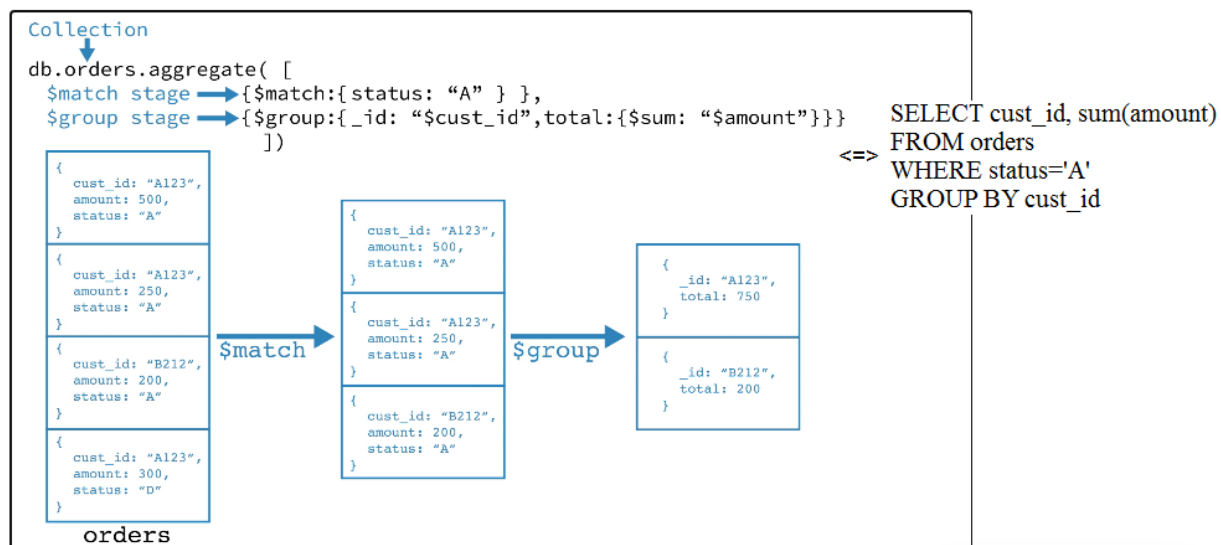 Collection
db.orders.aggregate( [
$match stage {$match:{ status: “A” } },
$group stage {$group:{_id: “$cust_id”,total:{$sum: “$amount”}}}
])
<=>
SELECT cust_id, sum(amount)
FROM orders
WHERE status='A'
GROUP BY cust_id
{
cust_id: “A123”,
amount: 500,
status: “A”
}
{
cust_id: “A123”,
amount: 250,
status: “A”
}
{
cust_id: “B212”,
amount: 200,
status: “A”
}
{
cust_id: “A123”,
amount: 300,
status: “D”
}
orders
$match
{
cust_id: “A123”,
amount: 500,
status: “A”
}
{
cust_id: “A123”,
amount: 250,
status: “A”
}
{
cust_id: “B212”,
amount: 200,
status: “A”
}
$group
{
_id: “A123”,
total: 750
}
{
_id: “B212”,
total: 200
}